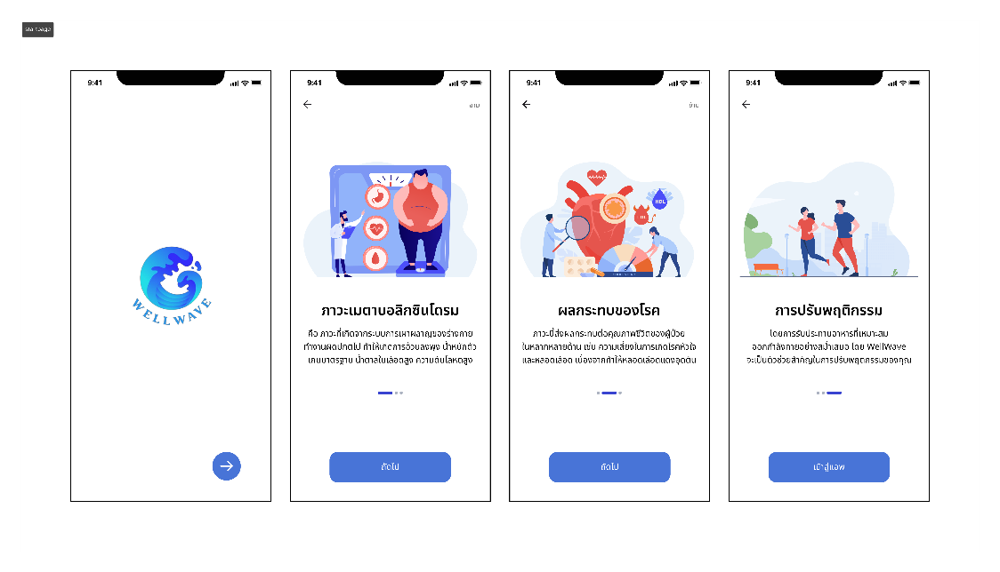 startpage
9:41
WELLWAVE
9:41
ข้าม
ภาวะเมตาบอลิกซินโดรม
คือ ภาวะที่เกิดจากระบบการเผาผลาญของร่างกาย
ทำงานผิดปกติไป ทำให้เกิดการอ้วนลงพุง น้ำหนักตัว
เกินมาตรฐาน น้ำตาลในเลือดสูง ความดันโลหิตสูง
ถัดไป
9:41
ข้าม
HDL
LDL
ผลกระทบของโรค
ภาวะนี้ส่งผลกระทบต่อคุณภาพชีวิตของผู้ป่วย
ในหลากหลายด้าน เช่น ความเสี่ยงในการเกิดโรคหัวใจ
และหลอดเลือด เนื่องจากทำให้หลอดเลือดแดงอุดตัน
ถัดไป
9:41
การปรับพฤติกรรม
โดยการรับประทานอาหารที่เหมาะสม
ออกกำลังกายอย่างสม่ำเสมอ โดย WellWave
จะเป็นตัวช่วยสำคัญในการปรับพฤติกรรมของคุณ
เข้าสู่แอพ